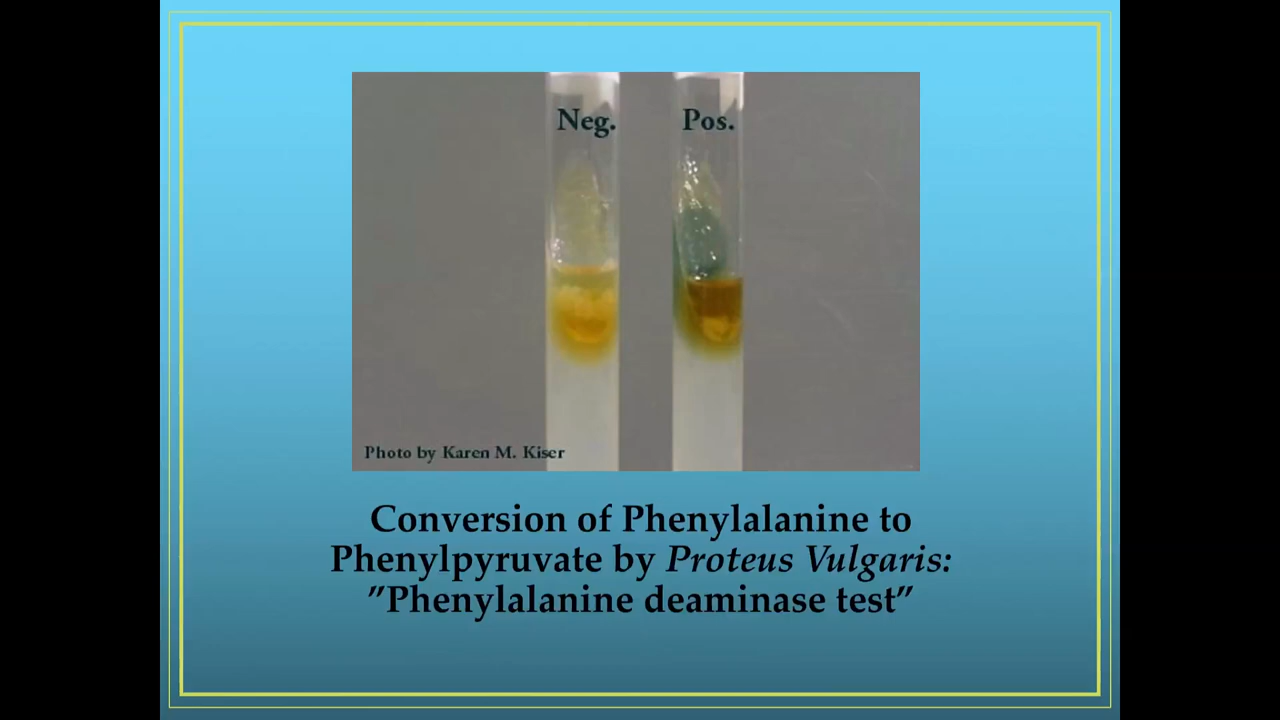 Neg. Pos.
Photo by Karen M. Kiser
Conversion of Phenylalanine to
Phenylpyruvate by Proteus Vulgaris:
”Phenylalanine deaminase test”